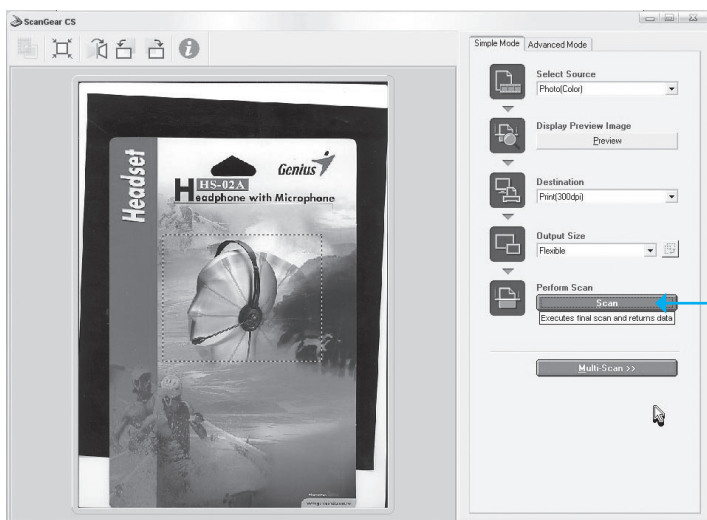 ScanGear CS
Simple Mode
Advanced Mode
Select Source
Photo(Color)
Display Preview Image
Preview
Destination
Print(300dpi)
Output Size
Flexible
Perform Scan
Scan
Executes final scan and returns data
Multi-Scan >>
Headset
Genius
HS-02A
Headphone with Microphone